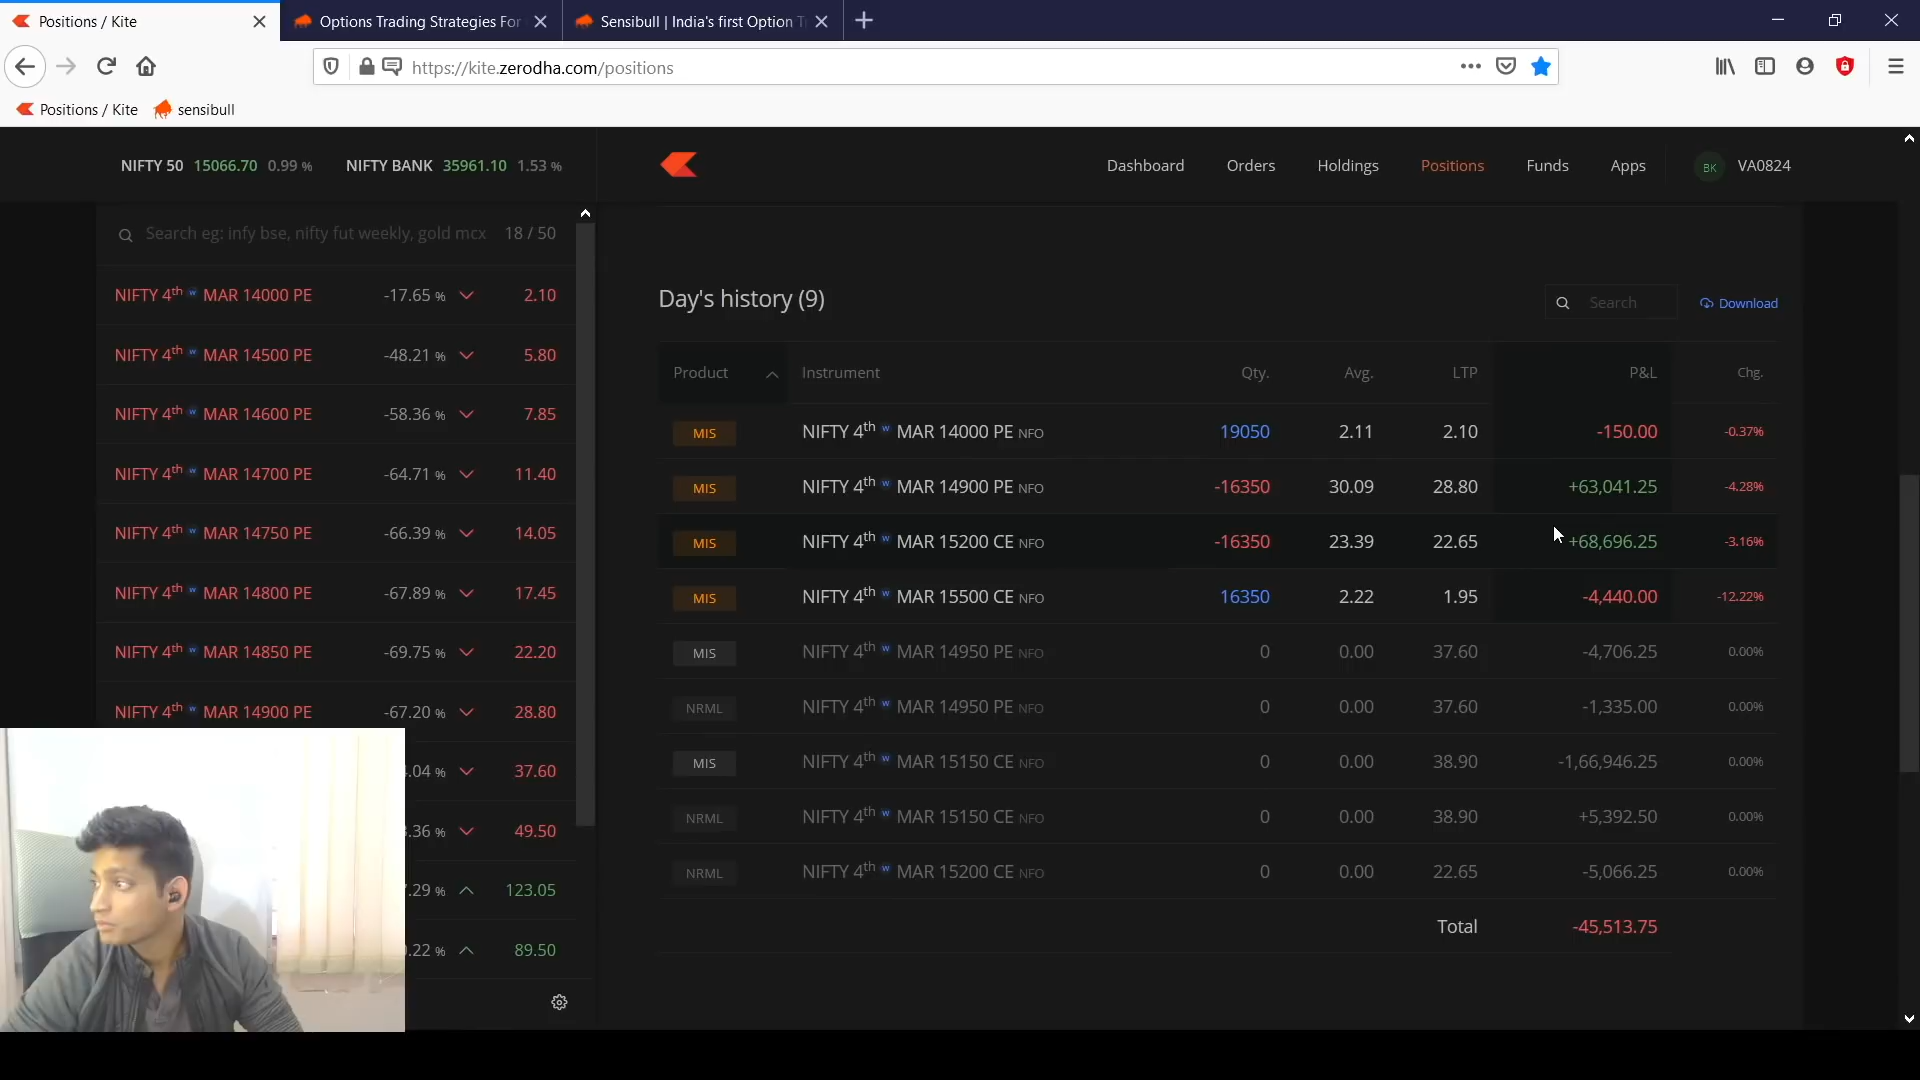 Positions / Kite
Options Trading Strategies For
Sensibull | India's first Option T
https://kite.zerodha.com/positions
Positions / Kite
sensibull
NIFTY 50 15066.70 0.99 %
NIFTY BANK 35961.10 1.53 %
Dashboard
Orders
Holdings
Positions
Funds
Apps
BK
VA0824
Search eg: infy bse, nifty fut weekly, gold mcx 18 / 50
NIFTY 4th w MAR 14000 PE -17.65 % 2.10
NIFTY 4th w MAR 14500 PE -48.21 % 5.80
NIFTY 4th w MAR 14600 PE -58.36 % 7.85
NIFTY 4th w MAR 14700 PE -64.71 % 11.40
NIFTY 4th w MAR 14750 PE -66.39 % 14.05
NIFTY 4th w MAR 14800 PE -67.89 % 17.45
NIFTY 4th w MAR 14850 PE -69.75 % 22.20
NIFTY 4th w MAR 14900 PE -67.20 % 28.80
.04 % 37.60
.36 % 49.50
.29 % 123.05
.22 % 89.50
Day's history (9)
Search
Download
Product Instrument Qty. Avg. LTP P&L Chg.
MIS NIFTY 4th w MAR 14000 PE NFO 19050 2.11 2.10 -150.00 -0.37%
MIS NIFTY 4th w MAR 14900 PE NFO -16350 30.09 28.80 +63,041.25 -4.28%
MIS NIFTY 4th w MAR 15200 CE NFO -16350 23.39 22.65 +68,696.25 -3.16%
MIS NIFTY 4th w MAR 15500 CE NFO 16350 2.22 1.95 -4,440.00 -12.22%
MIS NIFTY 4th w MAR 14950 PE NFO 0 0.00 37.60 -4,706.25 0.00%
NRML NIFTY 4th w MAR 14950 PE NFO 0 0.00 37.60 -1,335.00 0.00%
MIS NIFTY 4th w MAR 15150 CE NFO 0 0.00 38.90 -1,66,946.25 0.00%
NRML NIFTY 4th w MAR 15150 CE NFO 0 0.00 38.90 +5,392.50 0.00%
NRML NIFTY 4th w MAR 15200 CE NFO 0 0.00 22.65 -5,066.25 0.00%
Total -45,513.75